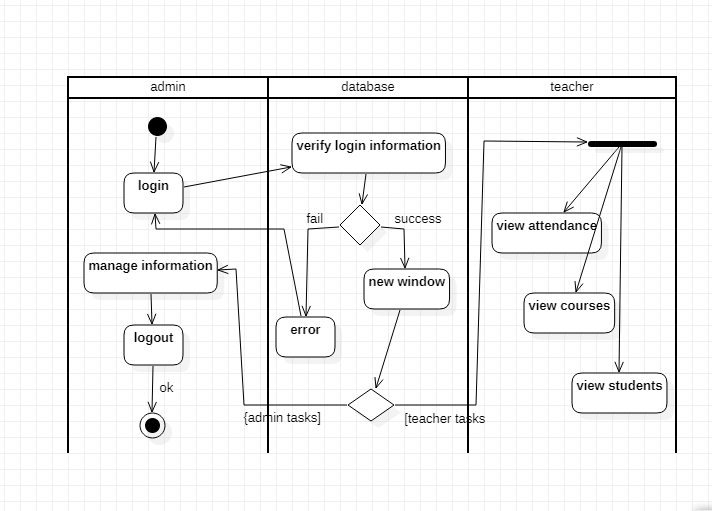 admin
database
teacher
verify login information
login
fail
success
view attendance
manage information
new window
view courses
error
logout
view students
ok
{admin tasks]
[teacher tasks